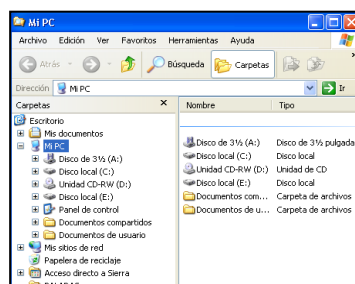 Mi PC
Archivo Edición Ver Favoritos Herramientas Ayuda
Atrás Búsqueda Carpetas
Dirección Mi PC Ir
Carpetas
Nombre Tipo
Escritorio
Mis documentos
Mi PC
Disco de 3½ (A:)
Disco local (C:)
Unidad CD-RW (D:)
Disco local (E:)
Panel de control
Documentos compartidos
Documentos de usuario
Mis sitios de red
Papelera de reciclaje
Acceso directo a Sierra
Disco de 3½ (A:) Disco de 3½ pulgada
Disco local (C:) Disco local
Unidad CD-RW (D:) Unidad de CD
Disco local (E:) Disco local
Documentos com... Carpeta de archivos
Documentos de u... Carpeta de archivos